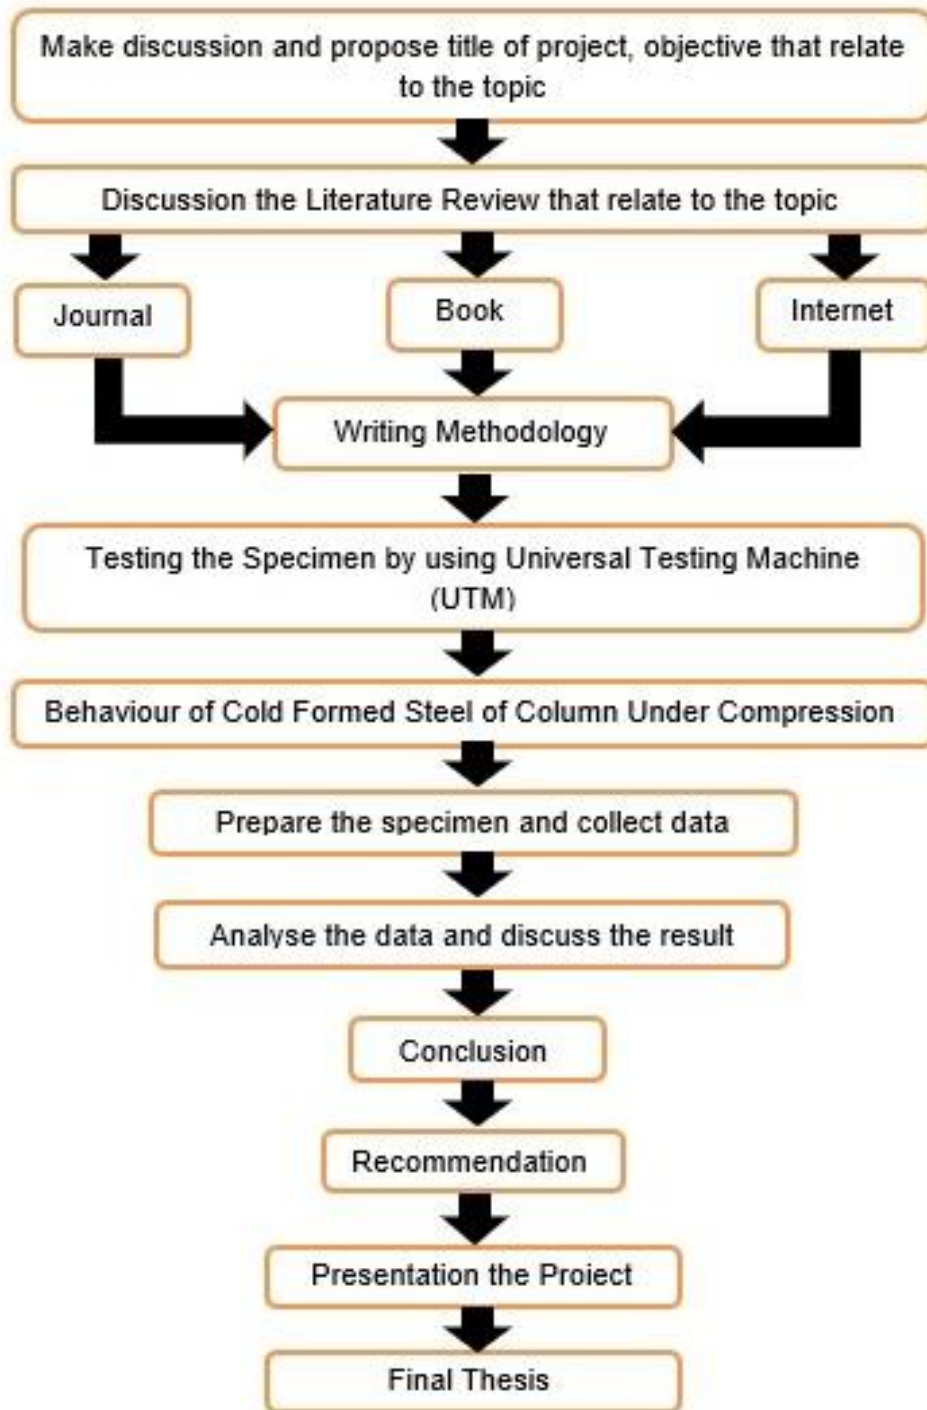 Make discussion and propose title of project, objective that relate
to the topic
Discussion the Literature Review that relate to the topic
Journal
Book
Internet
Writing Methodology
Testing the Specimen by using Universal Testing Machine
(UTM)
Behaviour of Cold Formed Steel of Column Under Compression
Prepare the specimen and collect data
Analyse the data and discuss the result
Conclusion
Recommendation
Presentation the Project
Final Thesis